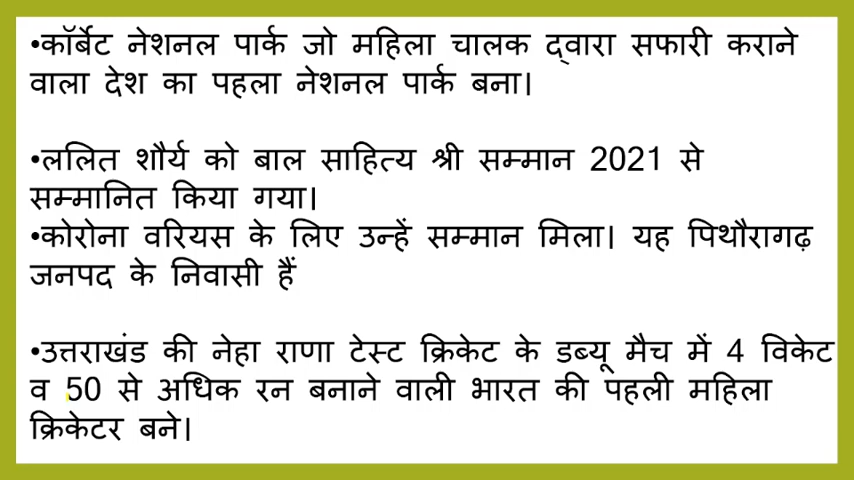 •कॉर्बेट नेशनल पार्क जो महिला चालक द्वारा सफारी कराने
वाला देश का पहला नेशनल पार्क बना।
•ललित शौर्य को बाल साहित्य श्री सम्मान 2021 से
सम्मानित किया गया।
•कोरोना वरियस के लिए उन्हें सम्मान मिला। यह पिथौरागढ़
जनपद के निवासी हैं
•उत्तराखंड की नेहा राणा टेस्ट क्रिकेट के डब्यू मैच में 4 विकेट
व 50 से अधिक रन बनाने वाली भारत की पहली महिला
क्रिकेटर बने।